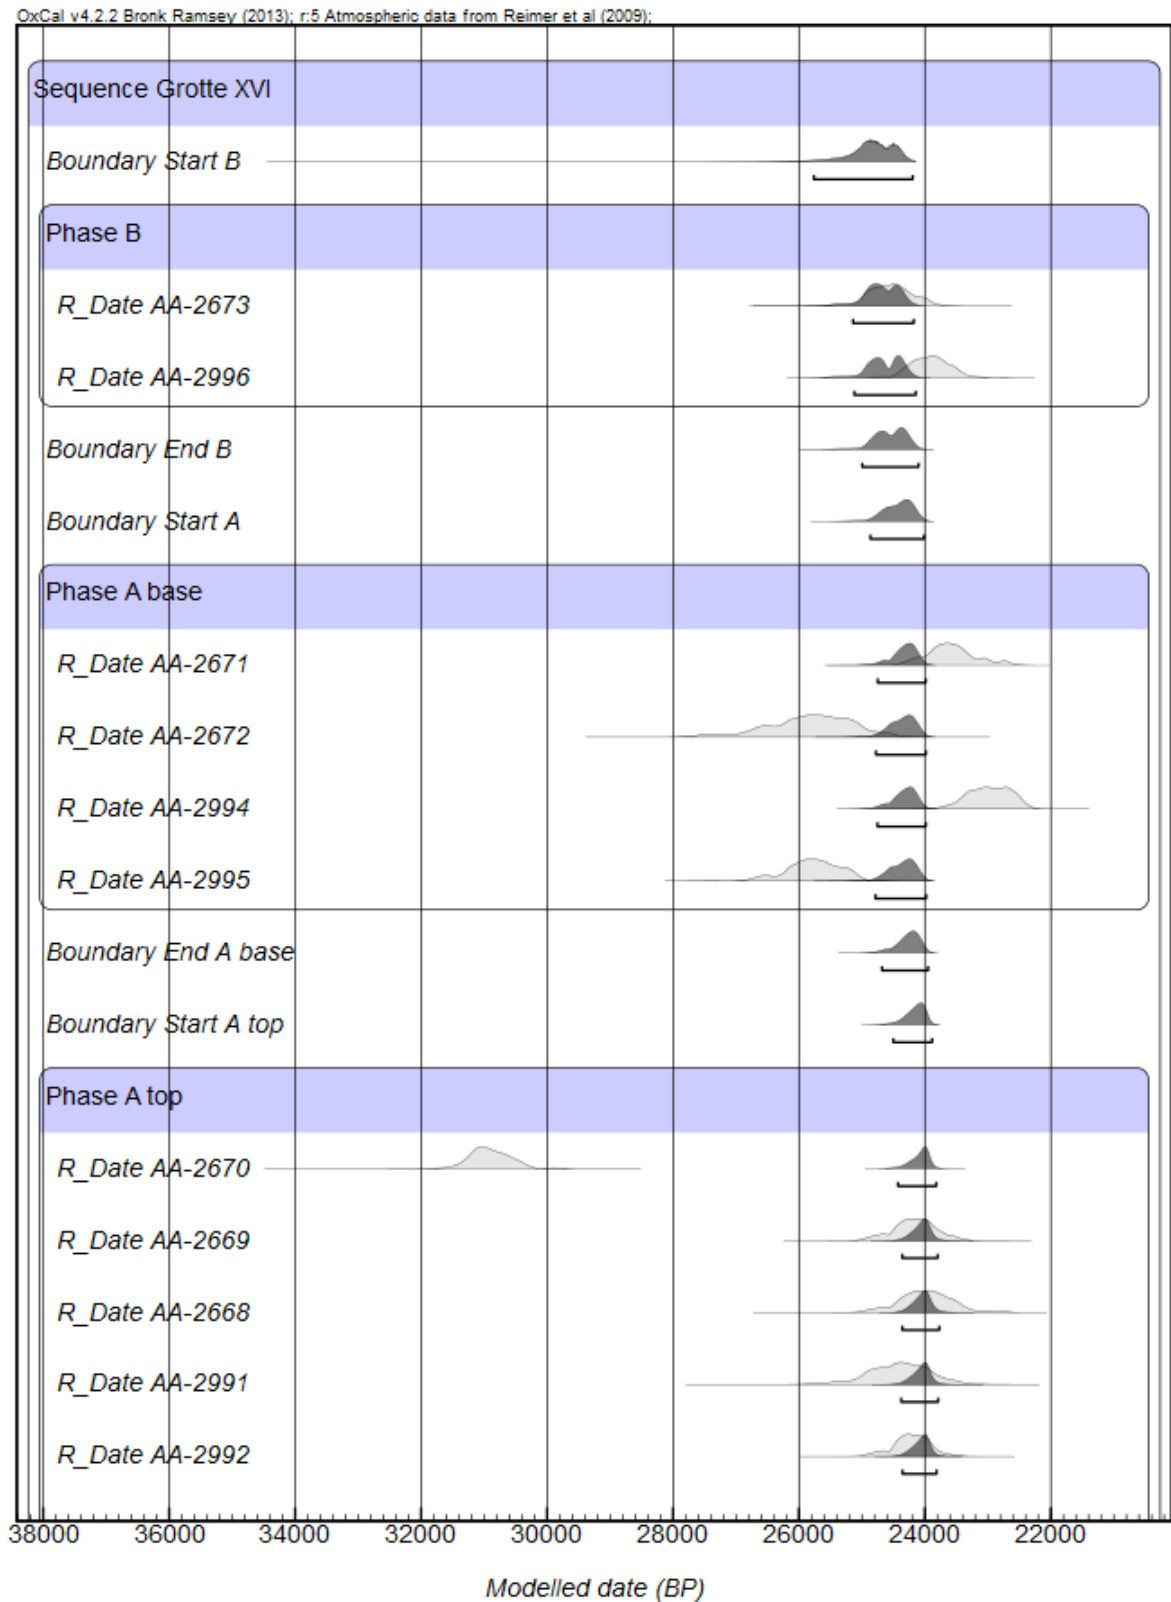 OxCal v4.2.2 Bronk Ramsey (2013); r:5 Atmospheric data from Reimer et al (2009);
Sequence Grotte XVI
Boundary Start B
Phase B
R_Date AA-2673
R_Date AA-2996
Boundary End B
Boundary Start A
Phase A base
R_Date AA-2671
R_Date AA-2672
R_Date AA-2994
R_Date AA-2995
Boundary End A base
Boundary Start A top
Phase A top
R_Date AA-2670
R_Date AA-2669
R_Date AA-2668
R_Date AA-2991
R_Date AA-2992
38000 36000 34000 32000 30000 28000 26000 24000 22000
Modelled date (BP)